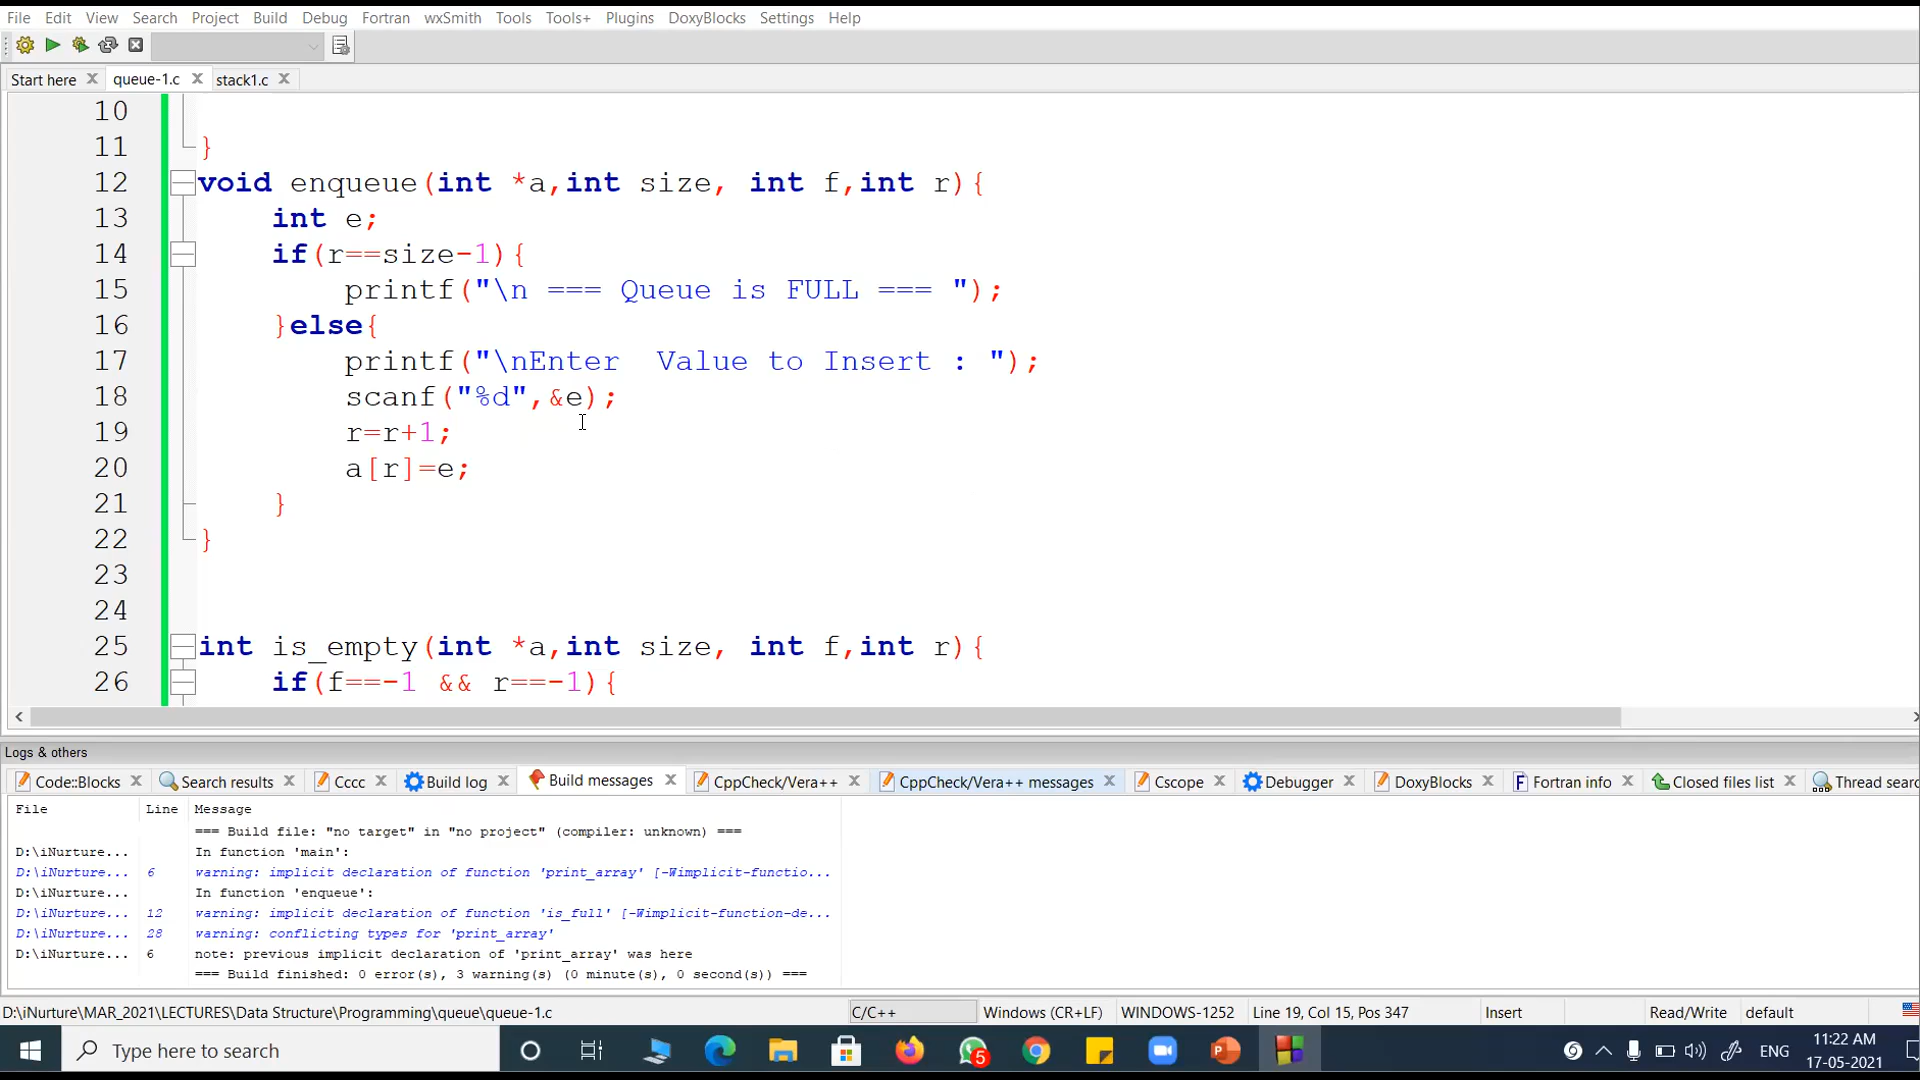 File Edit View Search Project Build Debug Fortran wxSmith Tools Tools+ Plugins DoxyBlocks Settings Help
Start here queue-1.c stack1.c
10
11 }
12 void enqueue(int *a,int size, int f,int r){
13 int e;
14 if(r==size-1){
15 printf("\n === Queue is FULL === ");
16 }else{
17 printf("\nEnter  Value to Insert : ");
18 scanf("%d",&e);
19 r=r+1;
20 a[r]=e;
21 }
22 }
23
24
25 int is_empty(int *a,int size, int f,int r){
26 if(f==-1 && r==-1){
Logs & others
Code::Blocks Search results Cccc Build log Build messages CppCheck/Vera++ CppCheck/Vera++ messages Cscope Debugger DoxyBlocks Fortran info Closed files list Thread searc
File Line Message
=== Build file: "no target" in "no project" (compiler: unknown) ===
D:\iNurture... In function 'main':
D:\iNurture... 6 warning: implicit declaration of function 'print_array' [-Wimplicit-functio...
D:\iNurture... In function 'enqueue':
D:\iNurture... 12 warning: implicit declaration of function 'is_full' [-Wimplicit-function-de...
D:\iNurture... 28 warning: conflicting types for 'print_array'
D:\iNurture... 6 note: previous implicit declaration of 'print_array' was here
=== Build finished: 0 error(s), 3 warning(s) (0 minute(s), 0 second(s)) ===
D:\iNurture\MAR_2021\LECTURES\Data Structure\Programming\queue\queue-1.c C/C++ Windows (CR+LF) WINDOWS-1252 Line 19, Col 15, Pos 347 Insert Read/Write default
Type here to search 5 ENG 11:22 AM
17-05-2021